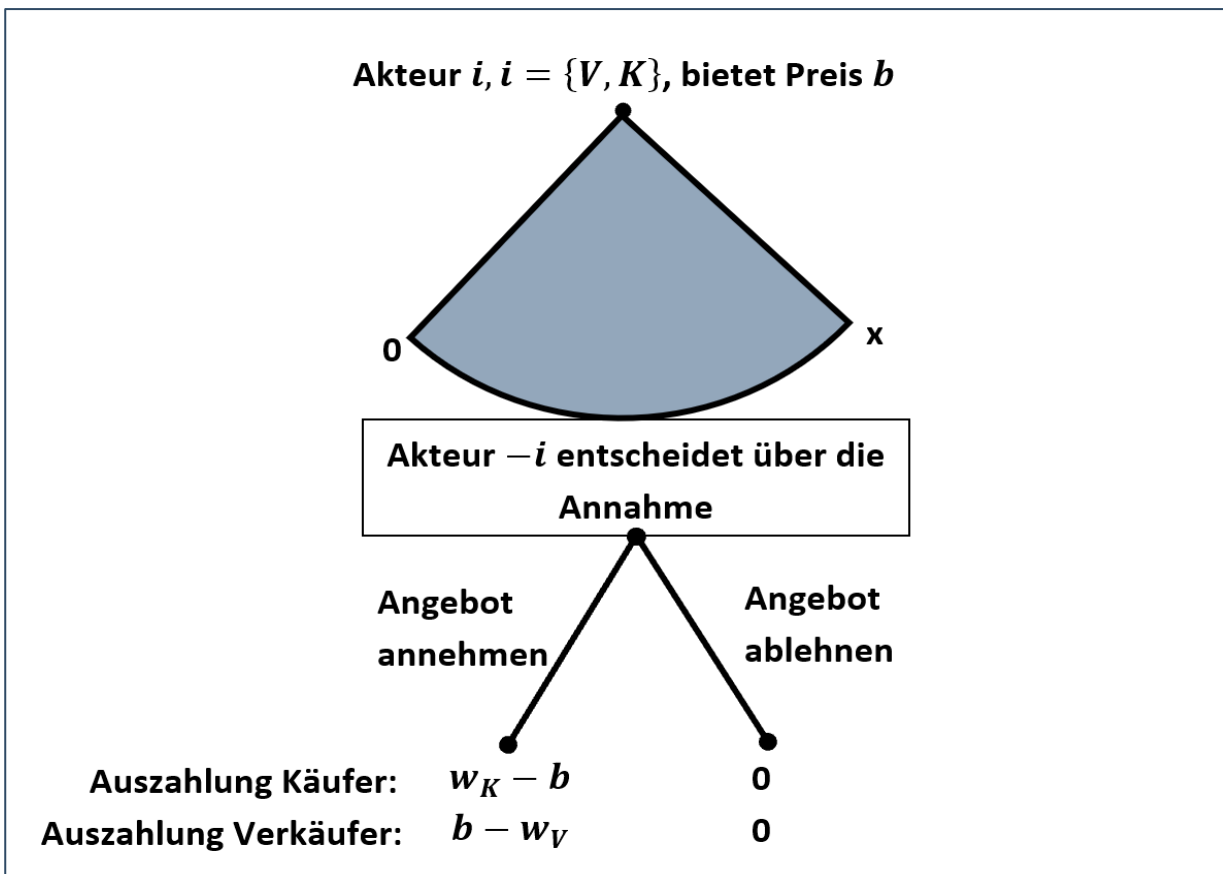 Akteur i, i = {V, K}, bietet Preis b
0
x
Akteur −i entscheidet über die
Annahme
Angebot
annehmen
Angebot
ablehnen
Auszahlung Käufer: w_K − b 0
Auszahlung Verkäufer: b − w_V 0